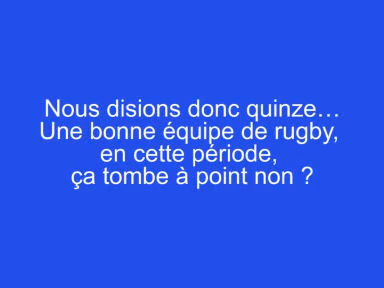 Nous disions donc quinze…
Une bonne équipe de rugby,
en cette période,
ça tombe à point non ?